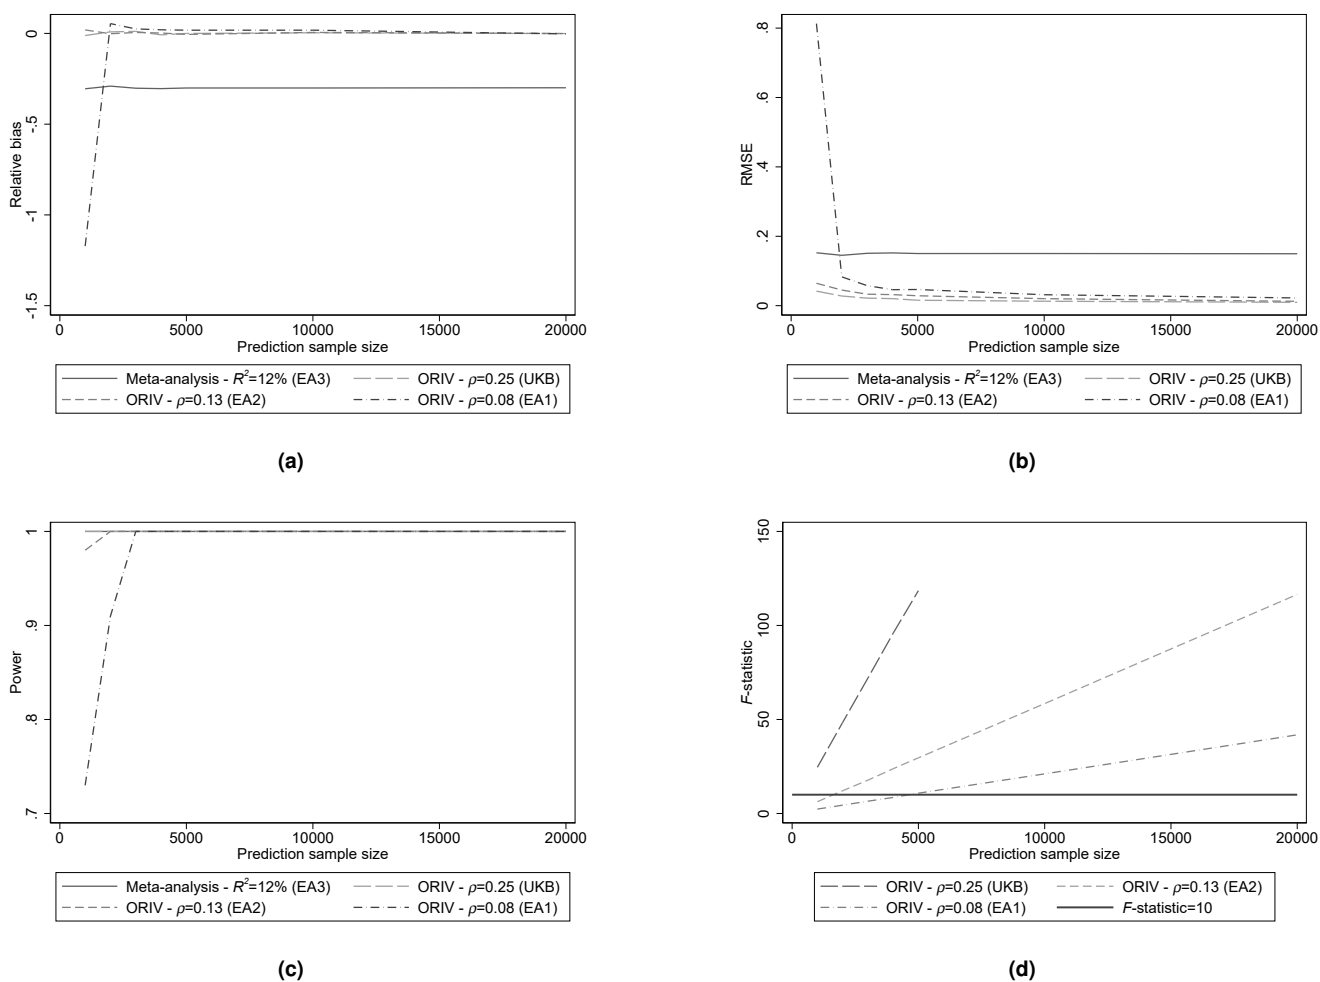 0
-.5
-1
-1.5
Relative bias
0 5000 10000 15000 20000
Prediction sample size
Meta-analysis - R²=12% (EA3) ORIV - ρ=0.25 (UKB)
ORIV - ρ=0.13 (EA2) ORIV - ρ=0.08 (EA1)
(a)
.8
.6
.4
.2
0
RMSE
0 5000 10000 15000 20000
Prediction sample size
Meta-analysis - R²=12% (EA3) ORIV - ρ=0.25 (UKB)
ORIV - ρ=0.13 (EA2) ORIV - ρ=0.08 (EA1)
(b)
1
.9
.8
.7
Power
0 5000 10000 15000 20000
Prediction sample size
Meta-analysis - R²=12% (EA3) ORIV - ρ=0.25 (UKB)
ORIV - ρ=0.13 (EA2) ORIV - ρ=0.08 (EA1)
(c)
150
100
50
0
F-statistic
0 5000 10000 15000 20000
Prediction sample size
ORIV - ρ=0.25 (UKB) ORIV - ρ=0.13 (EA2)
ORIV - ρ=0.08 (EA1) F-statistic=10
(d)